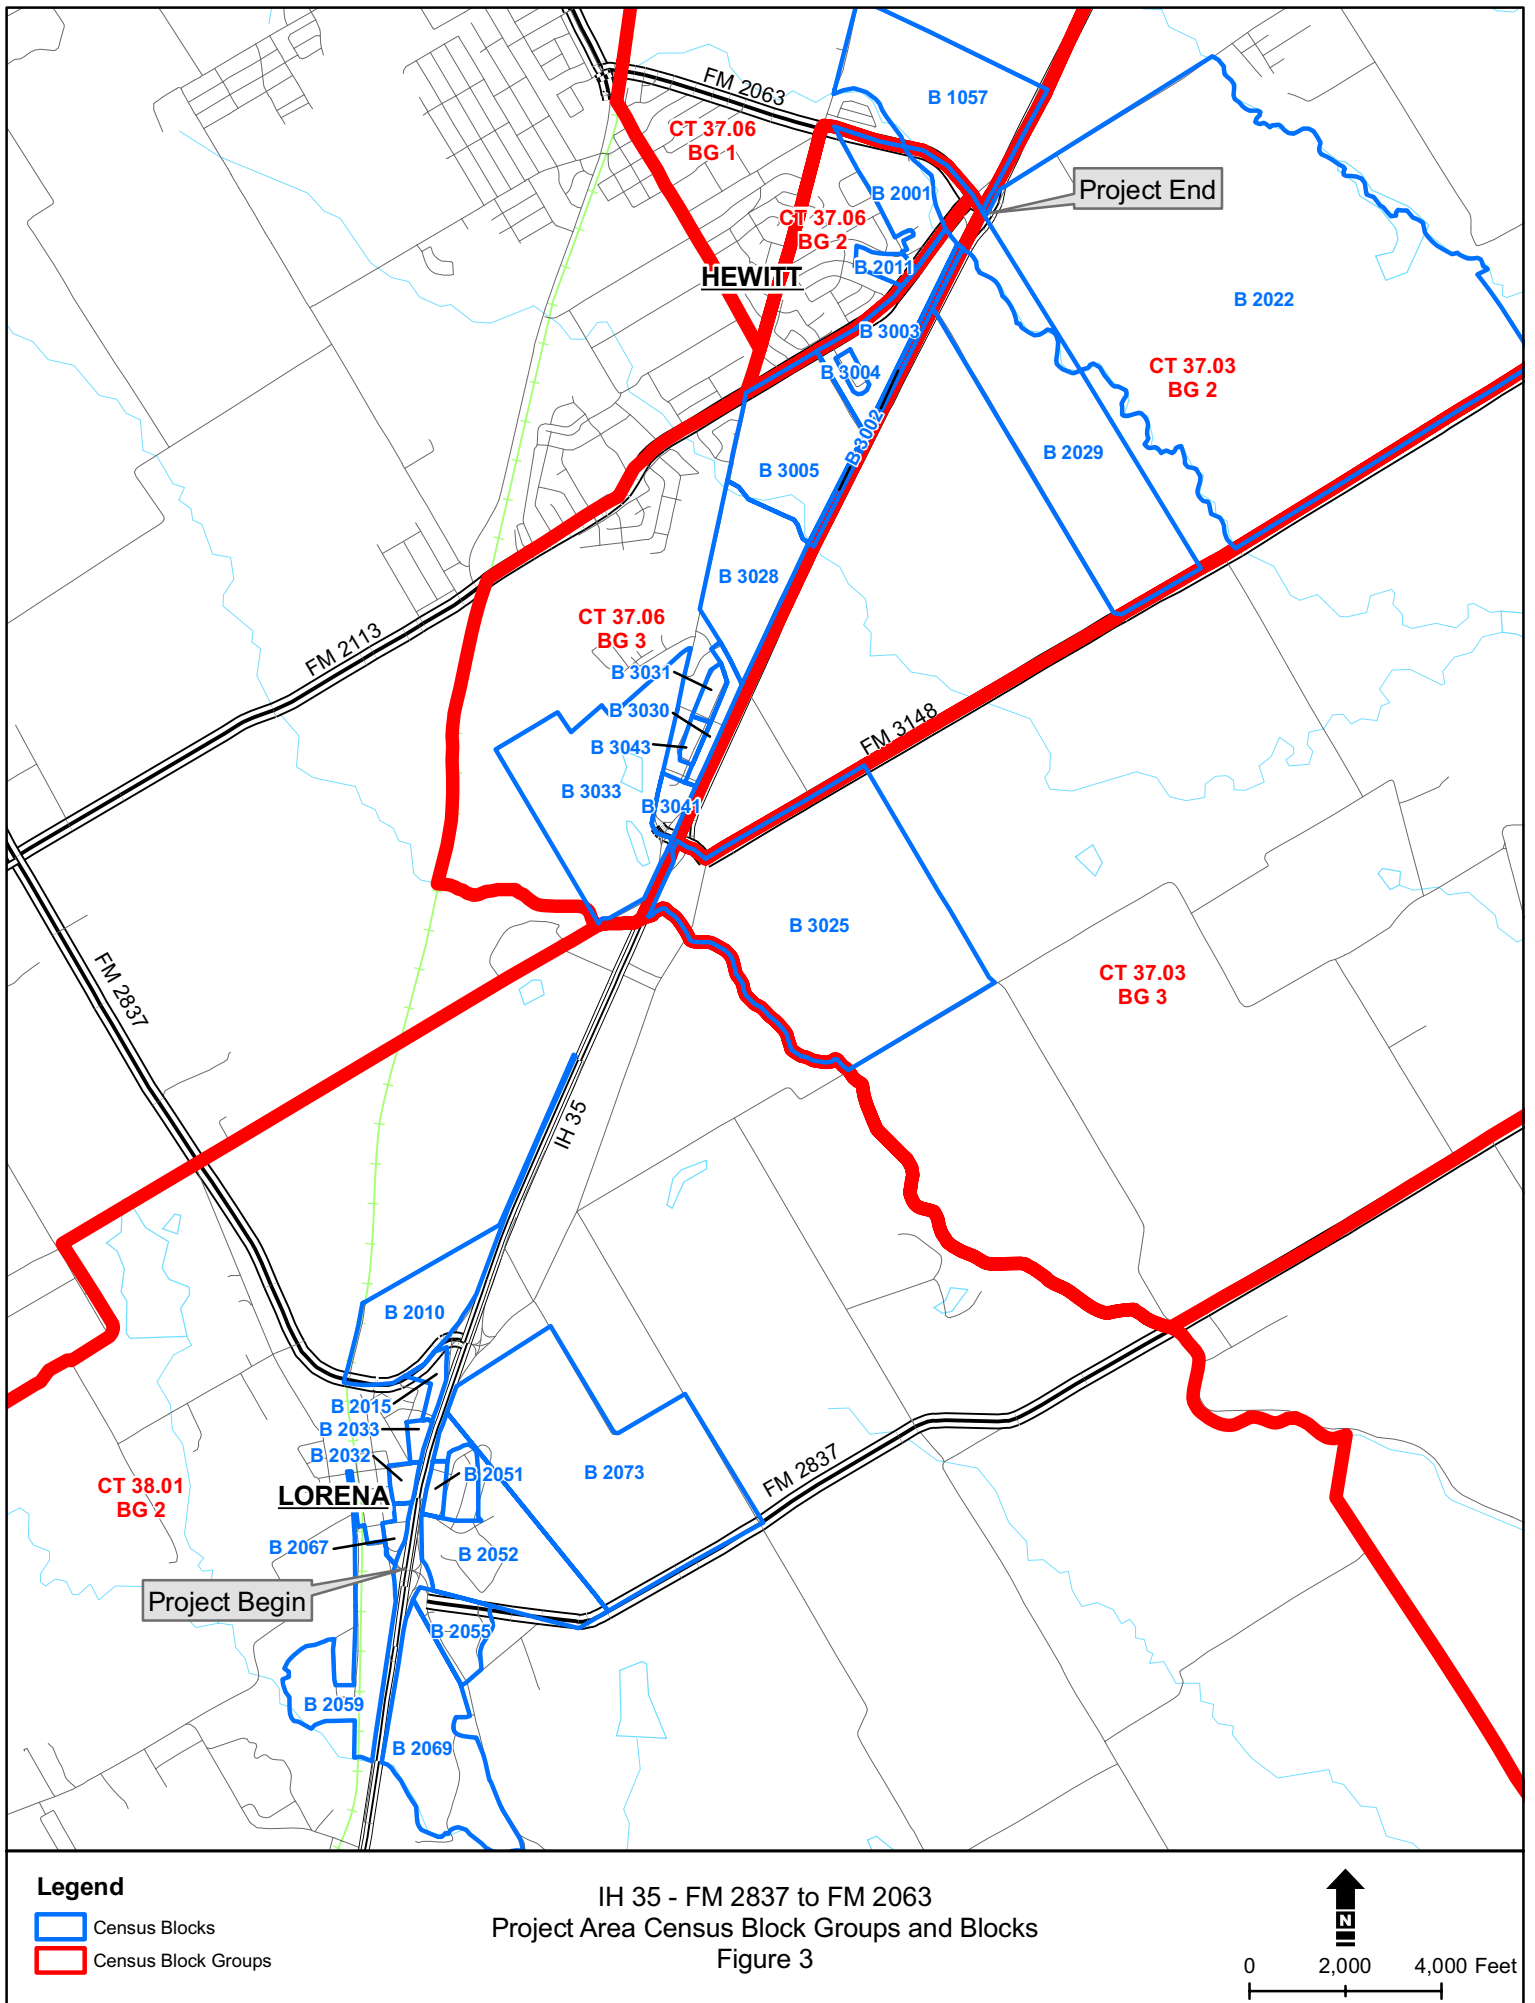 FM 2063
B 1057
CT 37.06
BG 1
Project End
B 2001
CT 37.06
BG 2
HEWITT
B 2011
B 2022
B 3003
B 3004
CT 37.03
BG 2
B 3002
B 2029
B 3005
B 3028
CT 37.06
BG 3
FM 2113
B 3031
B 3030
FM 3148
B 3043
B 3033
B 3041
B 3025
CT 37.03
BG 3
FM 2837
IH 35
B 2010
B 2015
B 2033
B 2032
B 2051
B 2073
FM 2837
CT 38.01
BG 2
LORENA
B 2067
B 2052
Project Begin
B 2055
B 2059
B 2069
Legend
Census Blocks
Census Block Groups
IH 35 - FM 2837 to FM 2063
Project Area Census Block Groups and Blocks
Figure 3
N
0 2,000 4,000 Feet